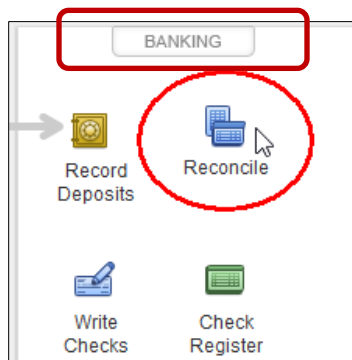 BANKING
Record
Deposits
Reconcile
Write
Checks
Check
Register